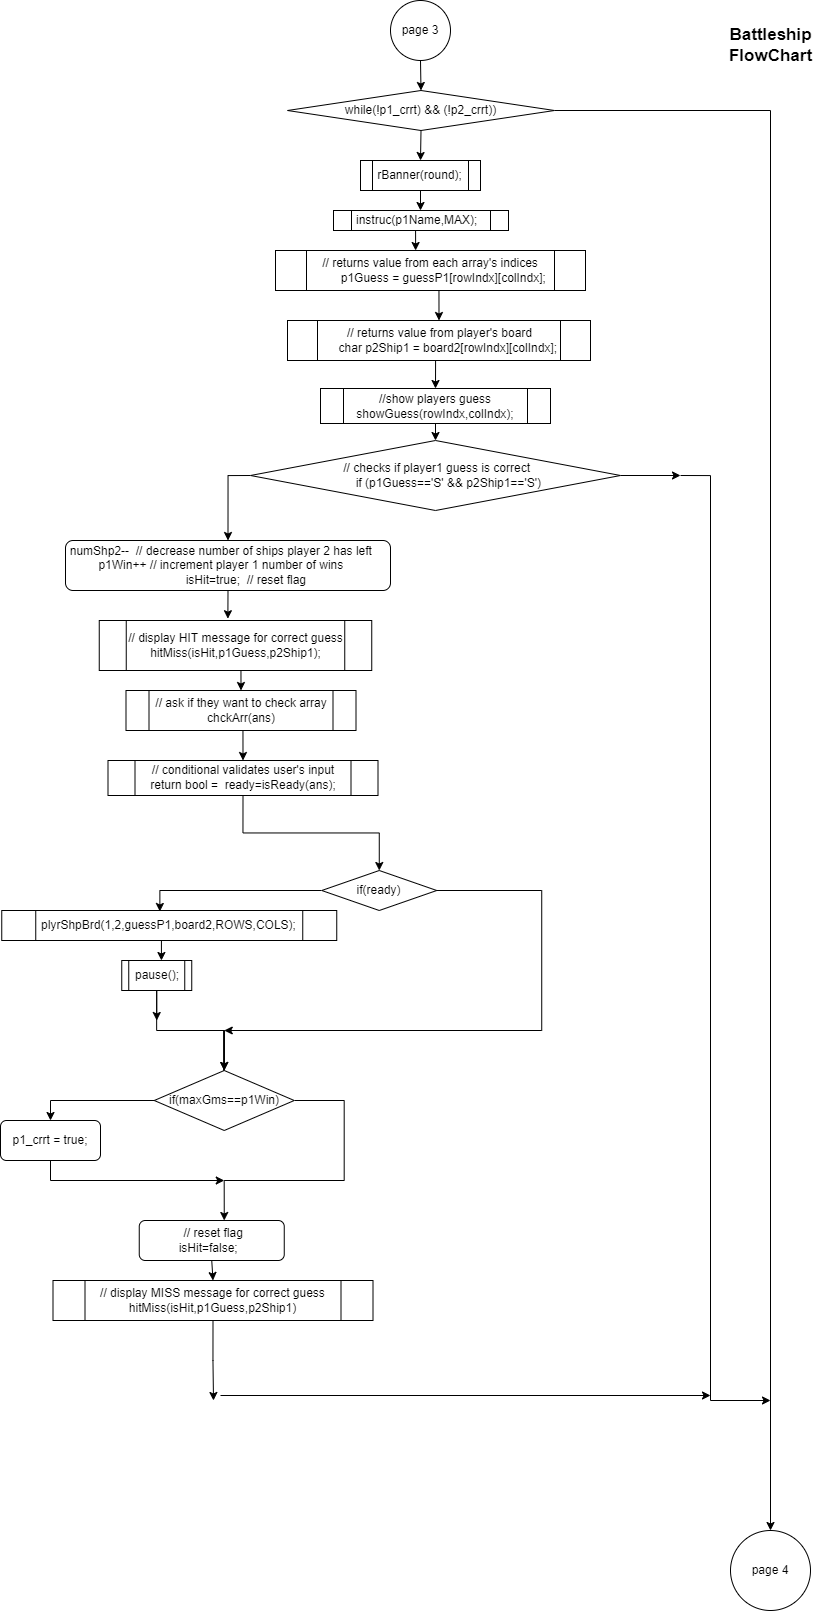 page 3
Battleship
FlowChart
while(!p1_crrt) && (!p2_crrt))
rBanner(round);
instruc(p1Name,MAX);
// returns value from each array's indices
p1Guess = guessP1[rowIndx][colIndx];
// returns value from player's board
char p2Ship1 = board2[rowIndx][colIndx];
//show players guess
showGuess(rowIndx,colIndx);
// checks if player1 guess is correct
if (p1Guess=='S' && p2Ship1=='S')
numShp2-- // decrease number of ships player 2 has left
p1Win++ // increment player 1 number of wins
isHit=true; // reset flag
// display HIT message for correct guess
hitMiss(isHit,p1Guess,p2Ship1);
// ask if they want to check array
chckArr(ans)
// conditional validates user's input
return bool = ready=isReady(ans);
if(ready)
plyrShpBrd(1,2,guessP1,board2,ROWS,COLS);
pause();
if(maxGms==p1Win)
p1_crrt = true;
// reset flag
isHit=false;
// display MISS message for correct guess
hitMiss(isHit,p1Guess,p2Ship1)
page 4